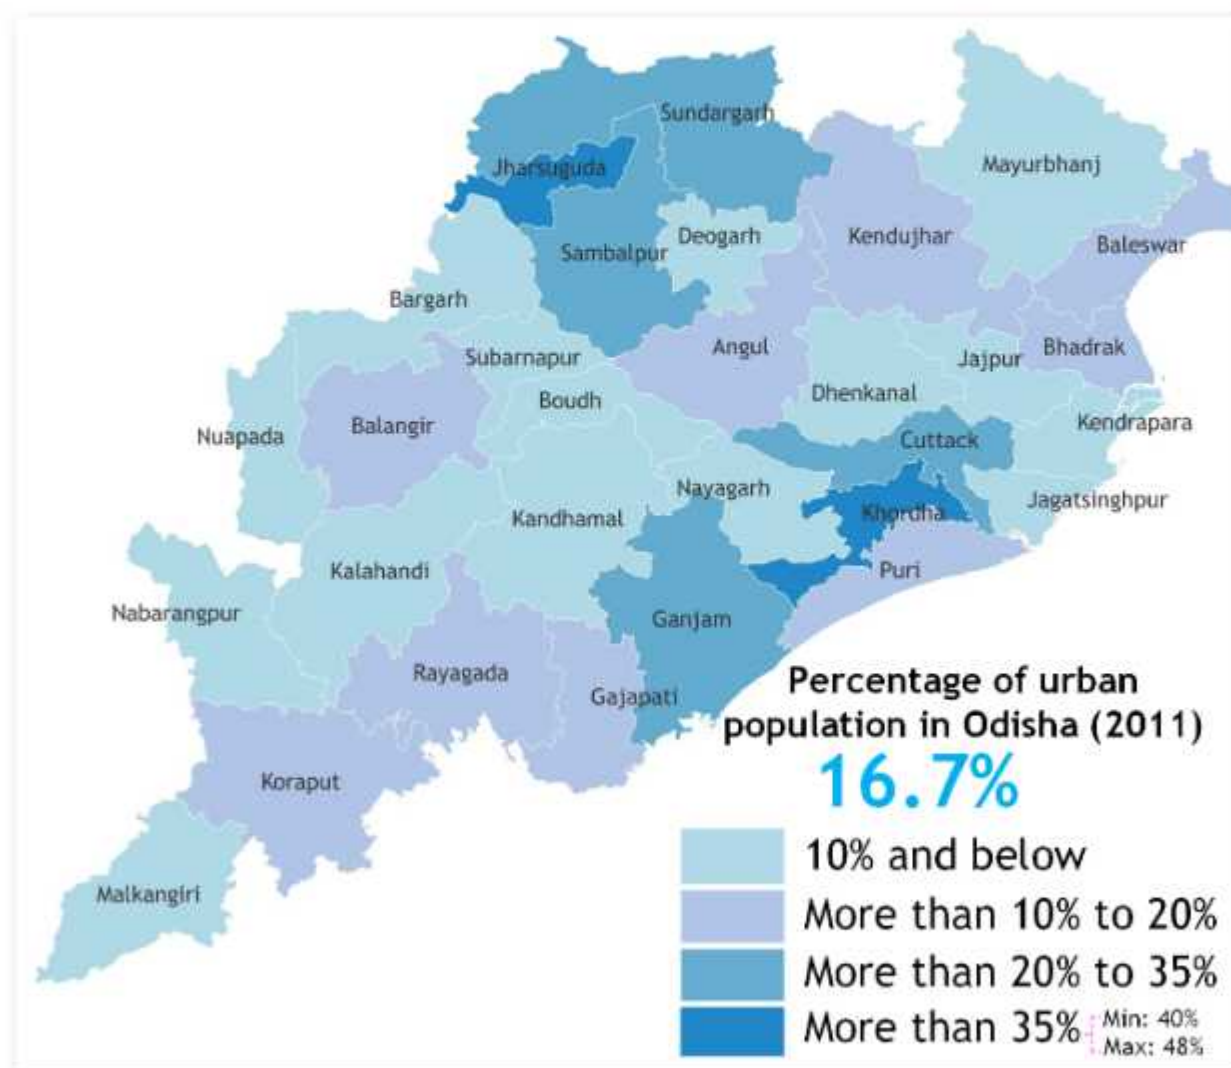 Sundargarh
Jharsuguda
Mayurbhanj
Deogarh
Kendujhar
Baleswar
Sambalpur
Bargarh
Angul
Bhadrak
Subarnapur
Jajpur
Dhenkanal
Boudh
Balangir
Nuapada
Kendrapara
Cuttack
Nayagarh
Jagatsinghpur
Kandhamal
Khordha
Kalahandi
Puri
Nabarangpur
Ganjam
Rayagada
Gajapati
Koraput
Malkangiri
Percentage of urban
population in Odisha (2011)
16.7%
10% and below
More than 10% to 20%
More than 20% to 35%
More than 35%
Min: 40%
Max: 48%